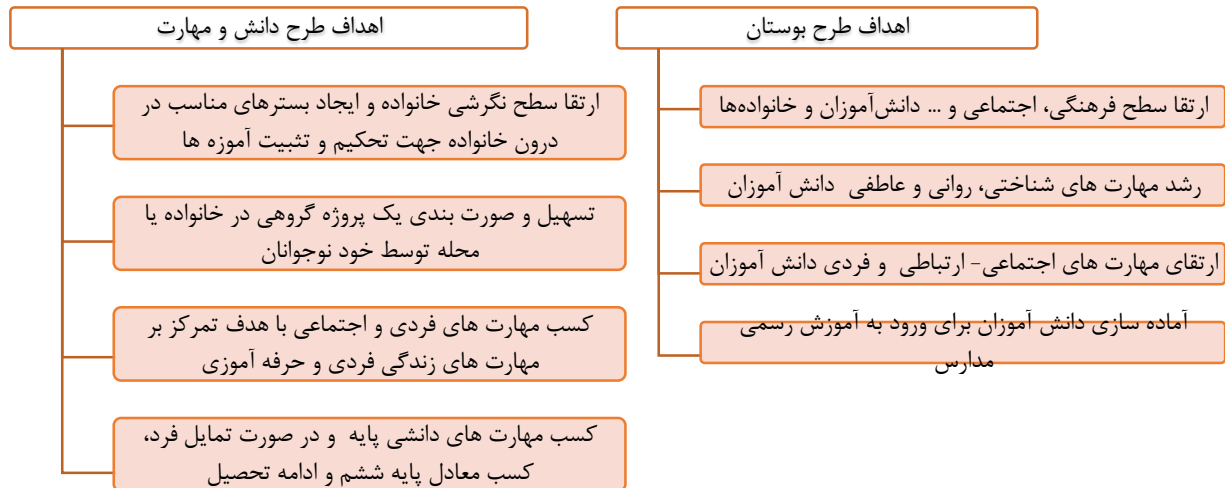 اهداف طرح بوستان
ارتقا سطح فرهنگی، اجتماعی و ... دانش‌آموزان و خانواده‌ها
رشد مهارت های شناختی، روانی و عاطفی دانش آموزان
ارتقای مهارت های اجتماعی- ارتباطی و فردی دانش آموزان
آماده سازی دانش آموزان برای ورود به آموزش رسمی
مدارس
اهداف طرح دانش و مهارت
ارتقا سطح نگرشی خانواده و ایجاد بسترهای مناسب در
درون خانواده جهت تحکیم و تثبیت آموزه ها
تسهیل و صورت بندی یک پروژه گروهی در خانواده یا
محله توسط خود نوجوانان
کسب مهارت های فردی و اجتماعی با هدف تمرکز بر
مهارت های زندگی فردی و حرفه آموزی
کسب مهارت های دانشی پایه و در صورت تمایل فرد،
کسب معادل پایه ششم و ادامه تحصیل